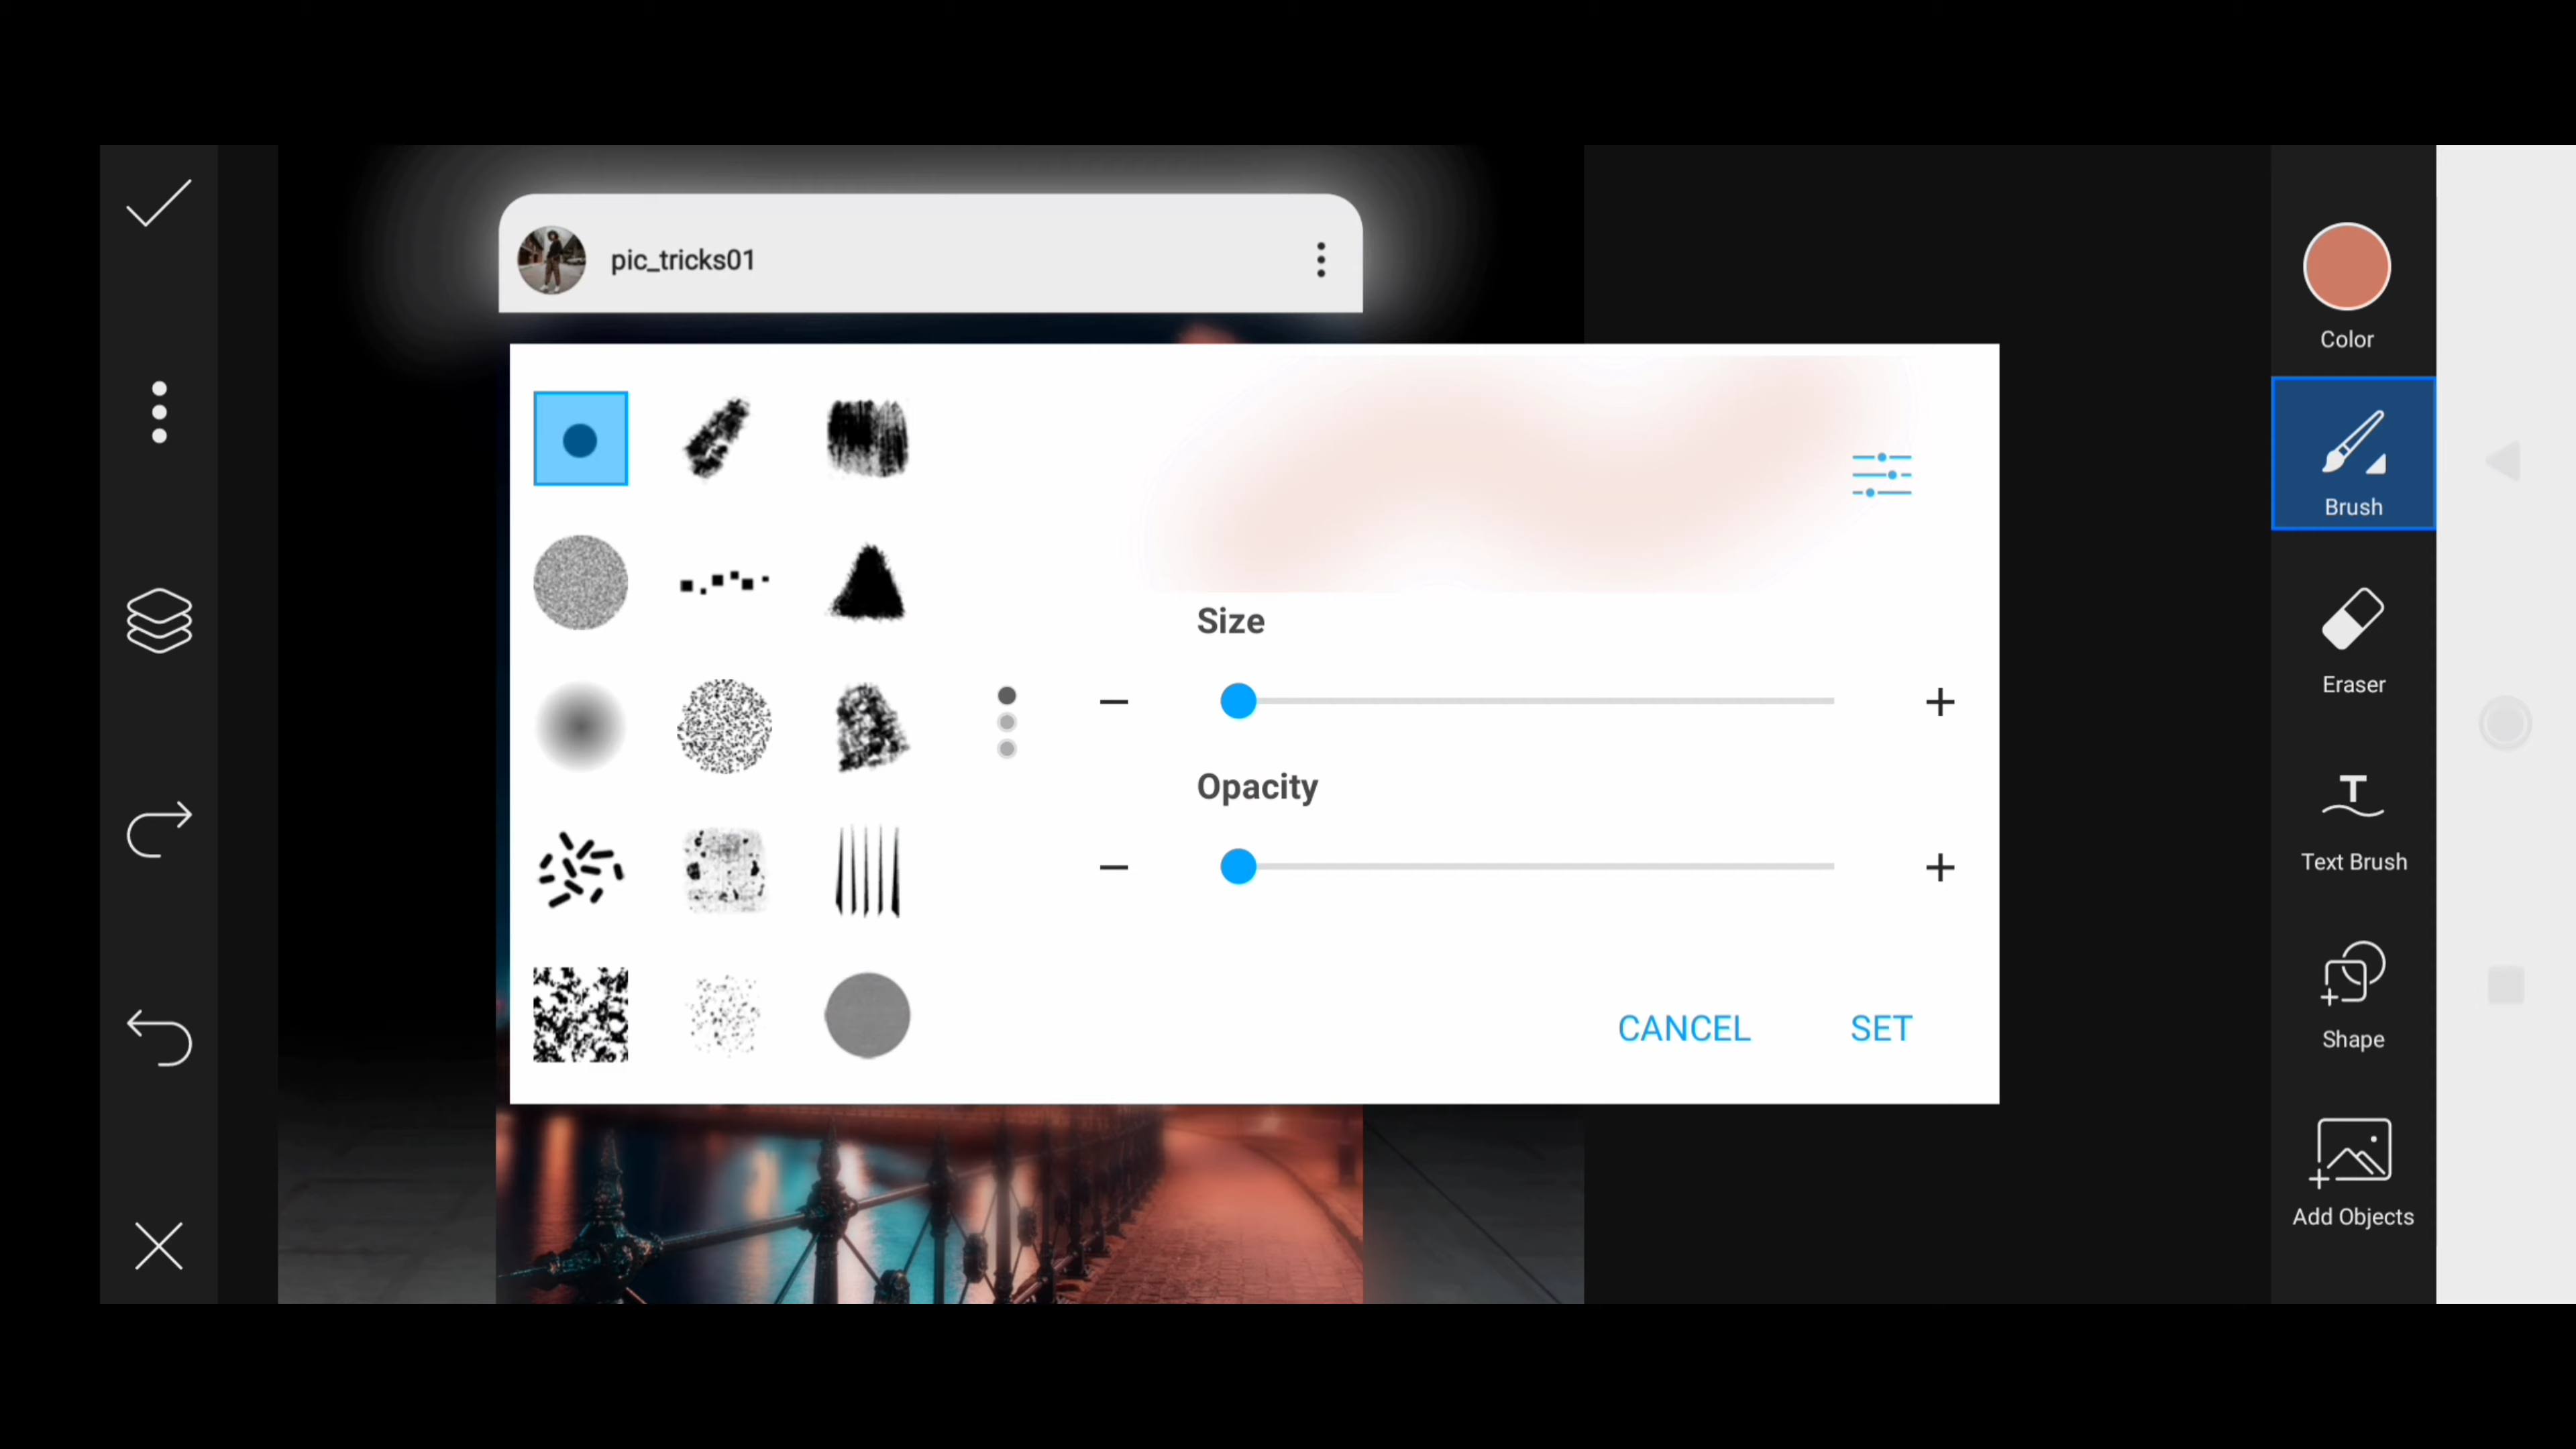 pic_tricks01
Color
Brush
Size
Eraser
Opacity
Text Brush
CANCEL
SET
Shape
Add Objects